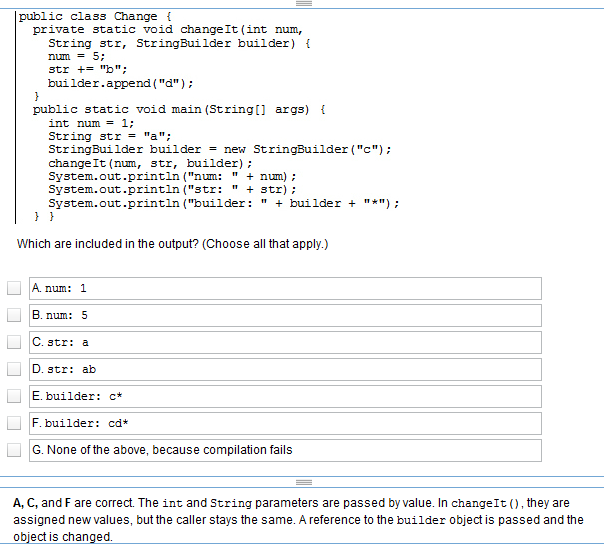 public class Change {
private static void changeIt(int num,
String str, StringBuilder builder) {
num = 5;
str += "b";
builder.append("d");
}
public static void main(String[] args) {
int num = 1;
String str = "a";
StringBuilder builder = new StringBuilder("c");
changeIt(num, str, builder);
System.out.println("num: " + num);
System.out.println("str: " + str);
System.out.println("builder: " + builder + "*");
} }
Which are included in the output? (Choose all that apply.)
A. num: 1
B. num: 5
C. str: a
D. str: ab
E. builder: c*
F. builder: cd*
G. None of the above, because compilation fails
A, C, and F are correct. The int and String parameters are passed by value. In changeIt(), they are
assigned new values, but the caller stays the same. A reference to the builder object is passed and the
object is changed.